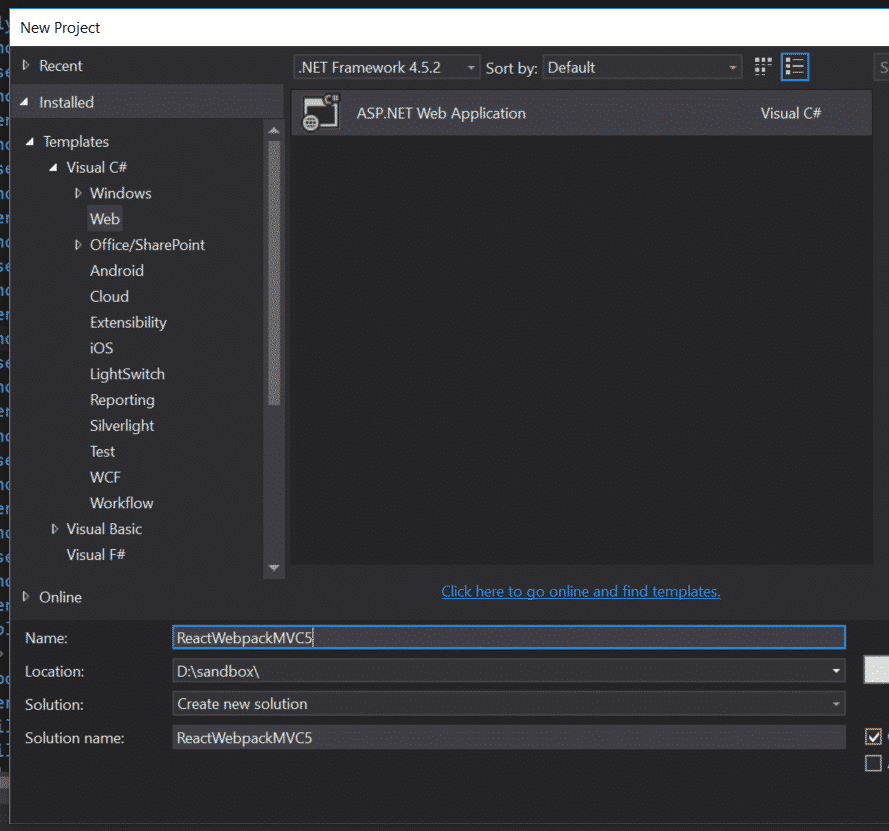 New Project
Recent
.NET Framework 4.5.2 Sort by: Default
Installed
ASP.NET Web Application Visual C#
Templates
Visual C#
Windows
Web
Office/SharePoint
Android
Cloud
Extensibility
iOS
LightSwitch
Reporting
Silverlight
Test
WCF
Workflow
Visual Basic
Visual F#
Online
Click here to go online and find templates.
Name: ReactWebpackMVC5
Location: D:\sandbox\
Solution: Create new solution
Solution name: ReactWebpackMVC5